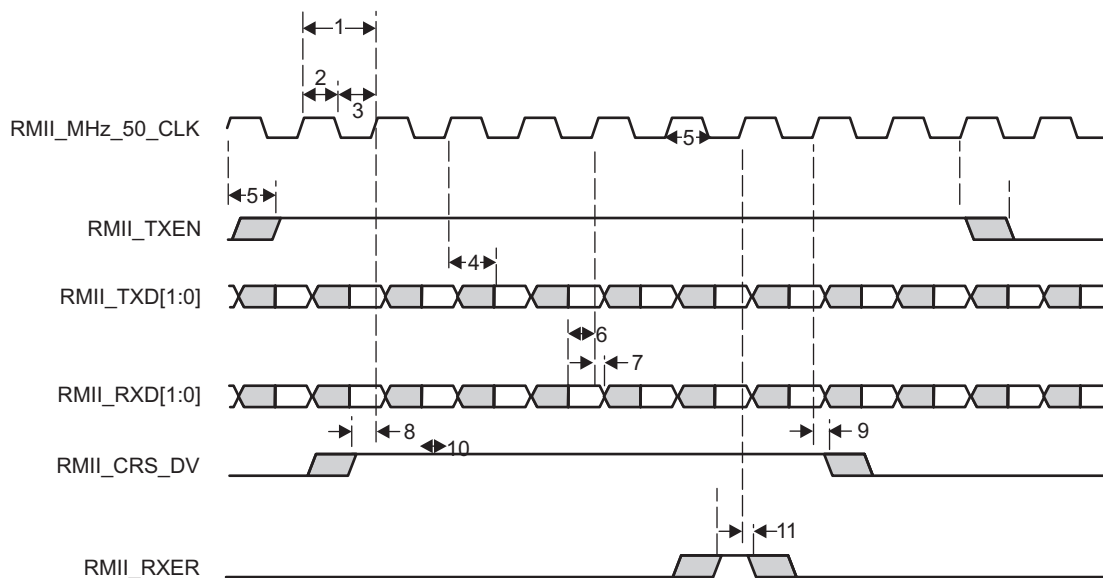 1
2
3
RMII_MHz_50_CLK
5
5
RMII_TXEN
4
RMII_TXD[1:0]
6
7
RMII_RXD[1:0]
8
9
10
RMII_CRS_DV
11
RMII_RXER